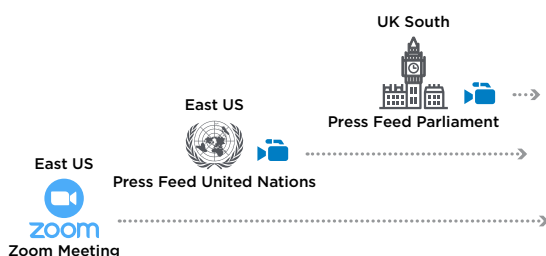 UK South
Press Feed Parliament
East US
Press Feed United Nations
East US
zoom
Zoom Meeting